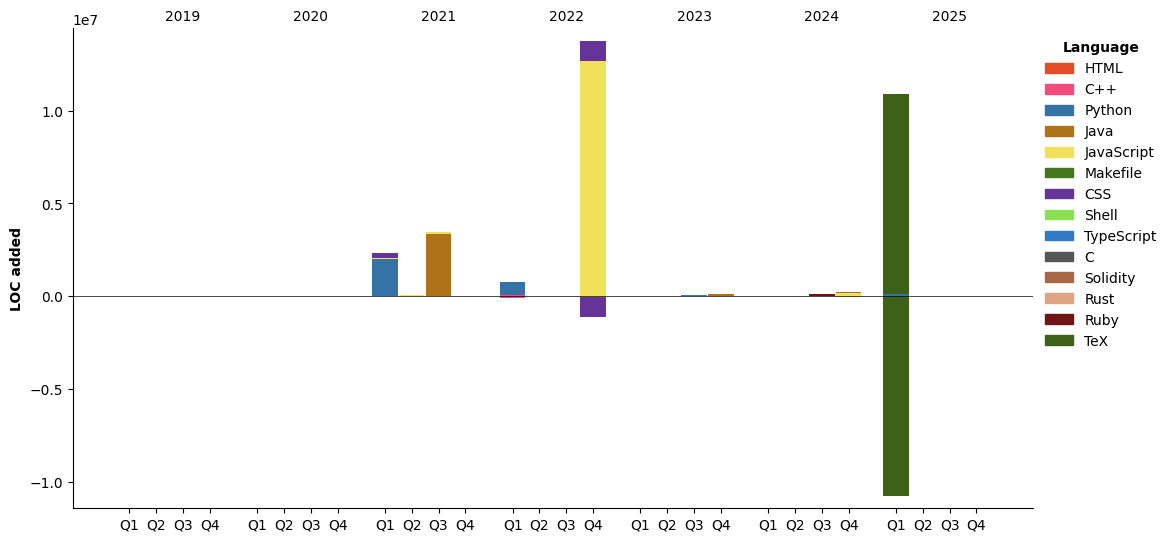 1e7
2019 2020 2021 2022 2023 2024 2025
LOC added
1.0
0.5
0.0
−0.5
−1.0
Q1 Q2 Q3 Q4 Q1 Q2 Q3 Q4 Q1 Q2 Q3 Q4 Q1 Q2 Q3 Q4 Q1 Q2 Q3 Q4 Q1 Q2 Q3 Q4 Q1 Q2 Q3 Q4
Language
HTML
C++
Python
Java
JavaScript
Makefile
CSS
Shell
TypeScript
C
Solidity
Rust
Ruby
TeX